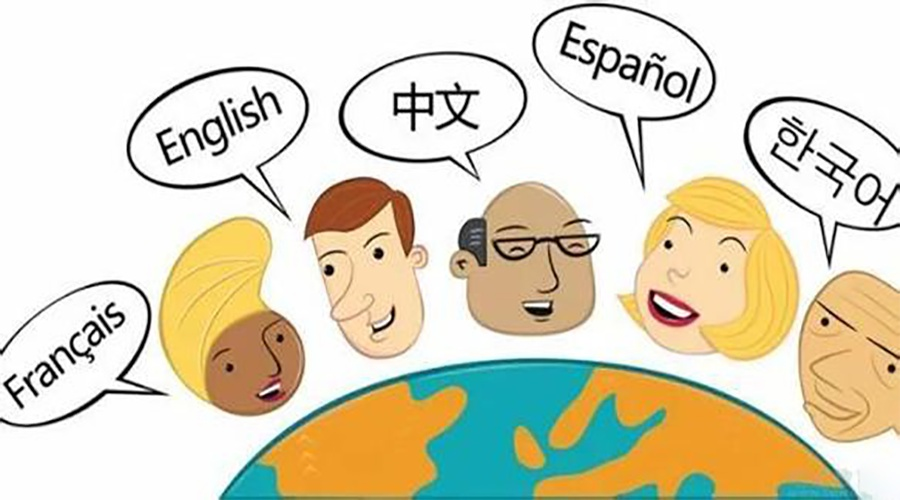 Français
English
中文
Español
한국어